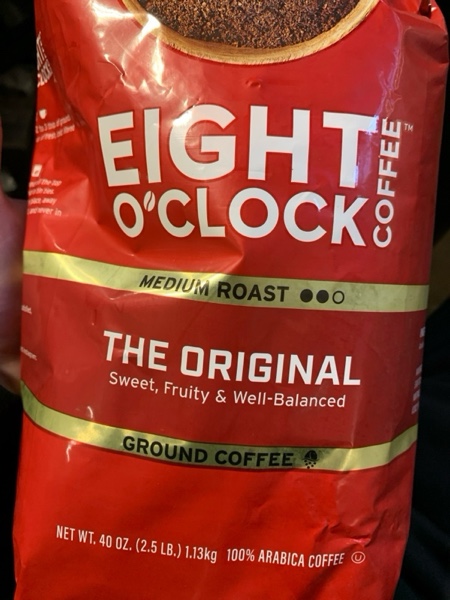 EIGHT
O'CLOCK
COFFEE™
MEDIUM ROAST
THE ORIGINAL
Sweet, Fruity & Well-Balanced
GROUND COFFEE
NET WT. 40 OZ. (2.5 LB.) 1.13kg 100% ARABICA COFFEE U